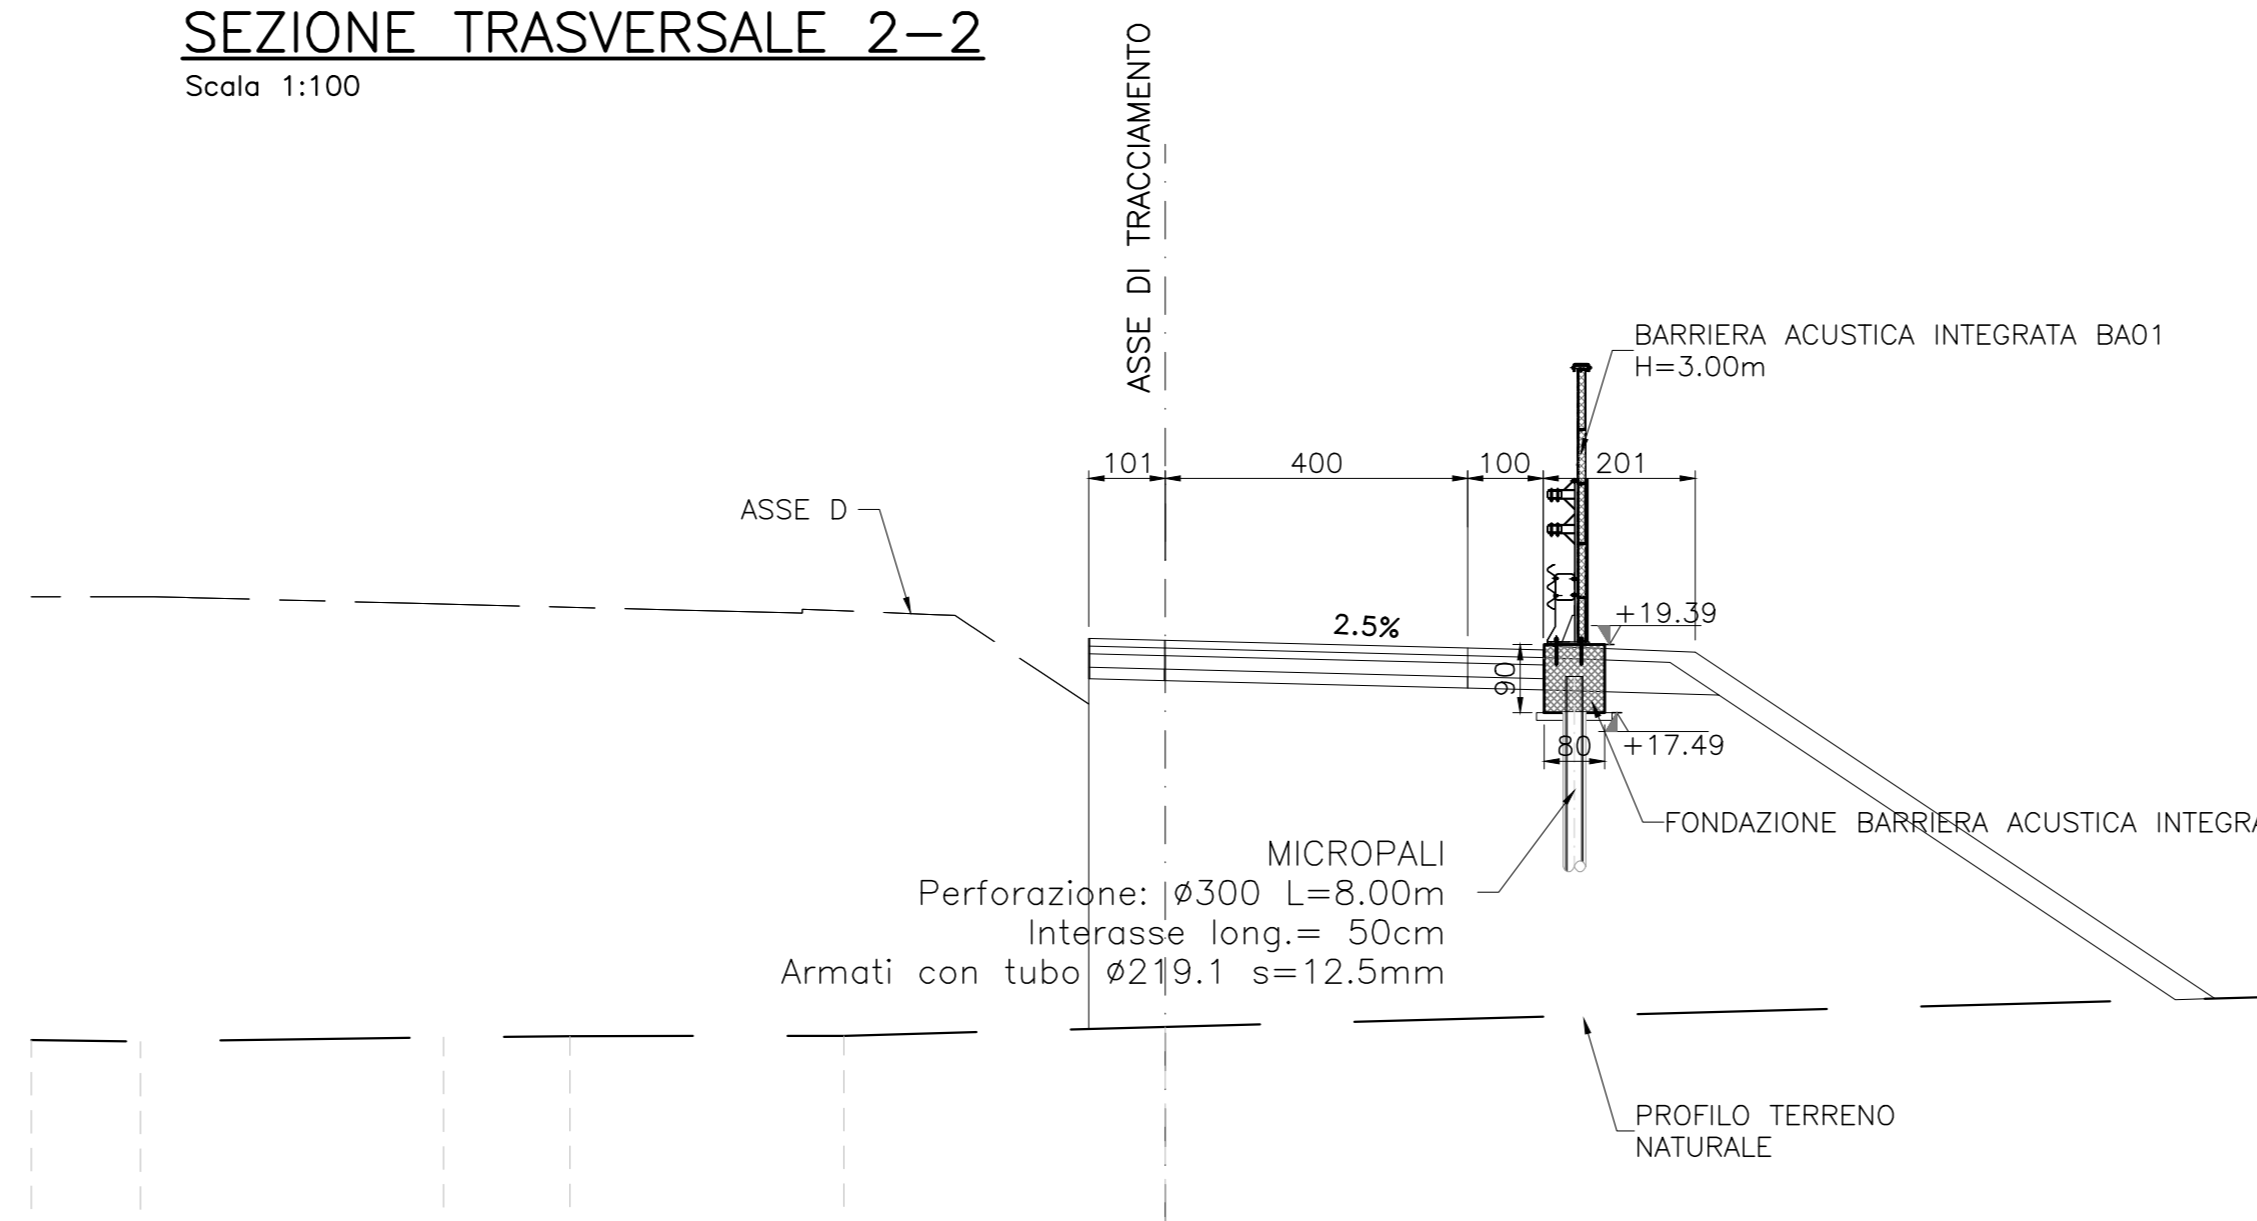 SEZIONE TRASVERSALE 2-2
Scala 1:100
ASSE DI TRACCIAMENTO
BARRIERA ACUSTICA INTEGRATA BA01
H=3.00m
101
400
100
201
ASSE D
2.5%
+19.39
90
80
+17.49
FONDAZIONE BARRIERA ACUSTICA INTEGRA
MICROPALI
Perforazione: ø300 L=8.00m
Interasse long.= 50cm
Armati con tubo ø219.1 s=12.5mm
PROFILO TERRENO
NATURALE